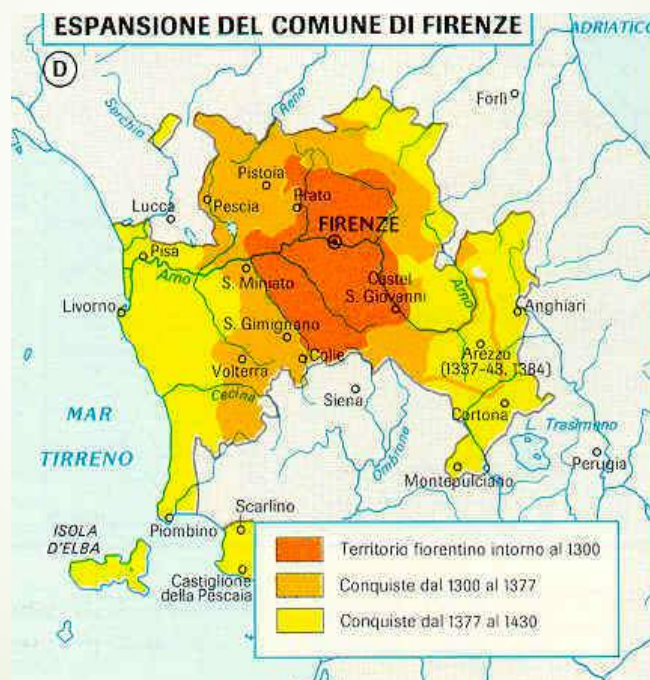 ESPANSIONE DEL COMUNE DI FIRENZE
ADRIATICO
D
Forlì
Reno
Serchio
Pistoia
Prato
Lucca
Pescia
FIRENZE
Pisa
Arno
S. Miniato
Castel
S. Giovanni
Arno
Livorno
Anghiari
S. Gimignano
Arezzo
(1337-43, 1384)
Colle
Volterra
Siena
Cecina
Cortona
MAR
TIRRENO
L. Trasimeno
Ombrone
Perugia
Montepulciano
Scarlino
ISOLA
D'ELBA
Piombino
Castiglione
della Pescaia
Territorio fiorentino intorno al 1300
Conquiste dal 1300 al 1377
Conquiste dal 1377 al 1430